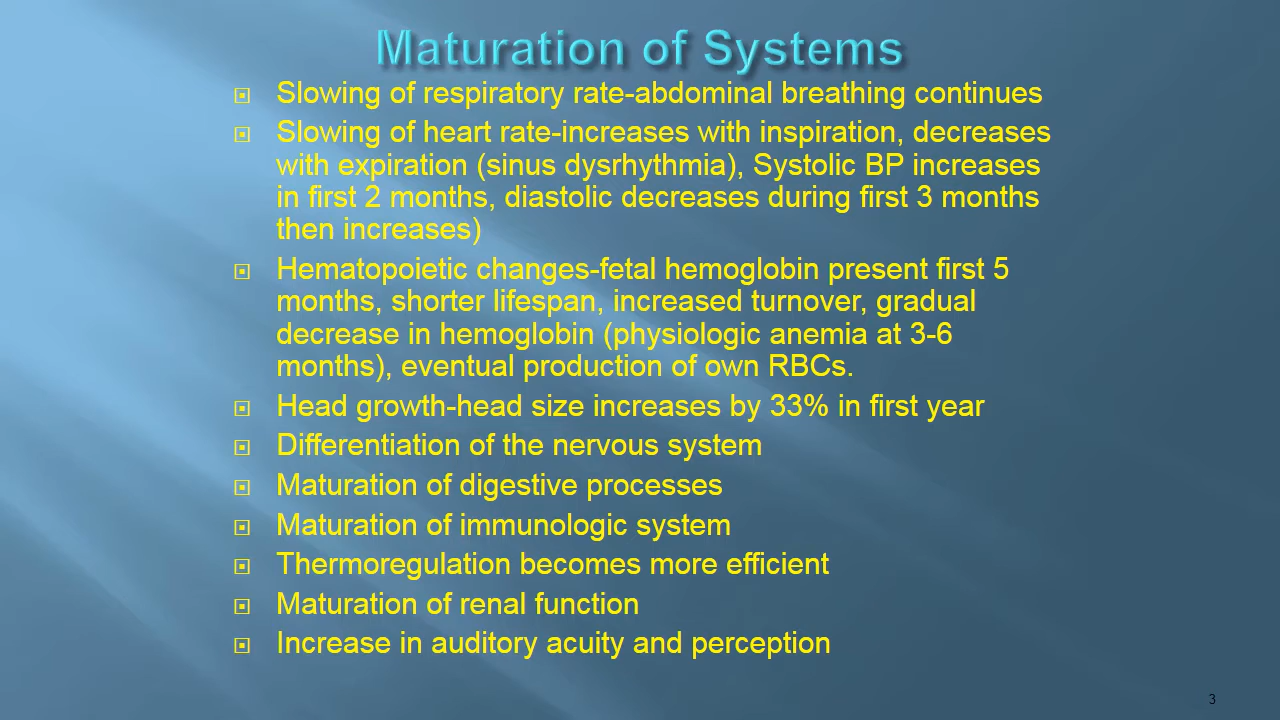 Maturation of Systems
Slowing of respiratory rate-abdominal breathing continues
Slowing of heart rate-increases with inspiration, decreases
with expiration (sinus dysrhythmia), Systolic BP increases
in first 2 months, diastolic decreases during first 3 months
then increases)
Hematopoietic changes-fetal hemoglobin present first 5
months, shorter lifespan, increased turnover, gradual
decrease in hemoglobin (physiologic anemia at 3-6
months), eventual production of own RBCs.
Head growth-head size increases by 33% in first year
Differentiation of the nervous system
Maturation of digestive processes
Maturation of immunologic system
Thermoregulation becomes more efficient
Maturation of renal function
Increase in auditory acuity and perception
3